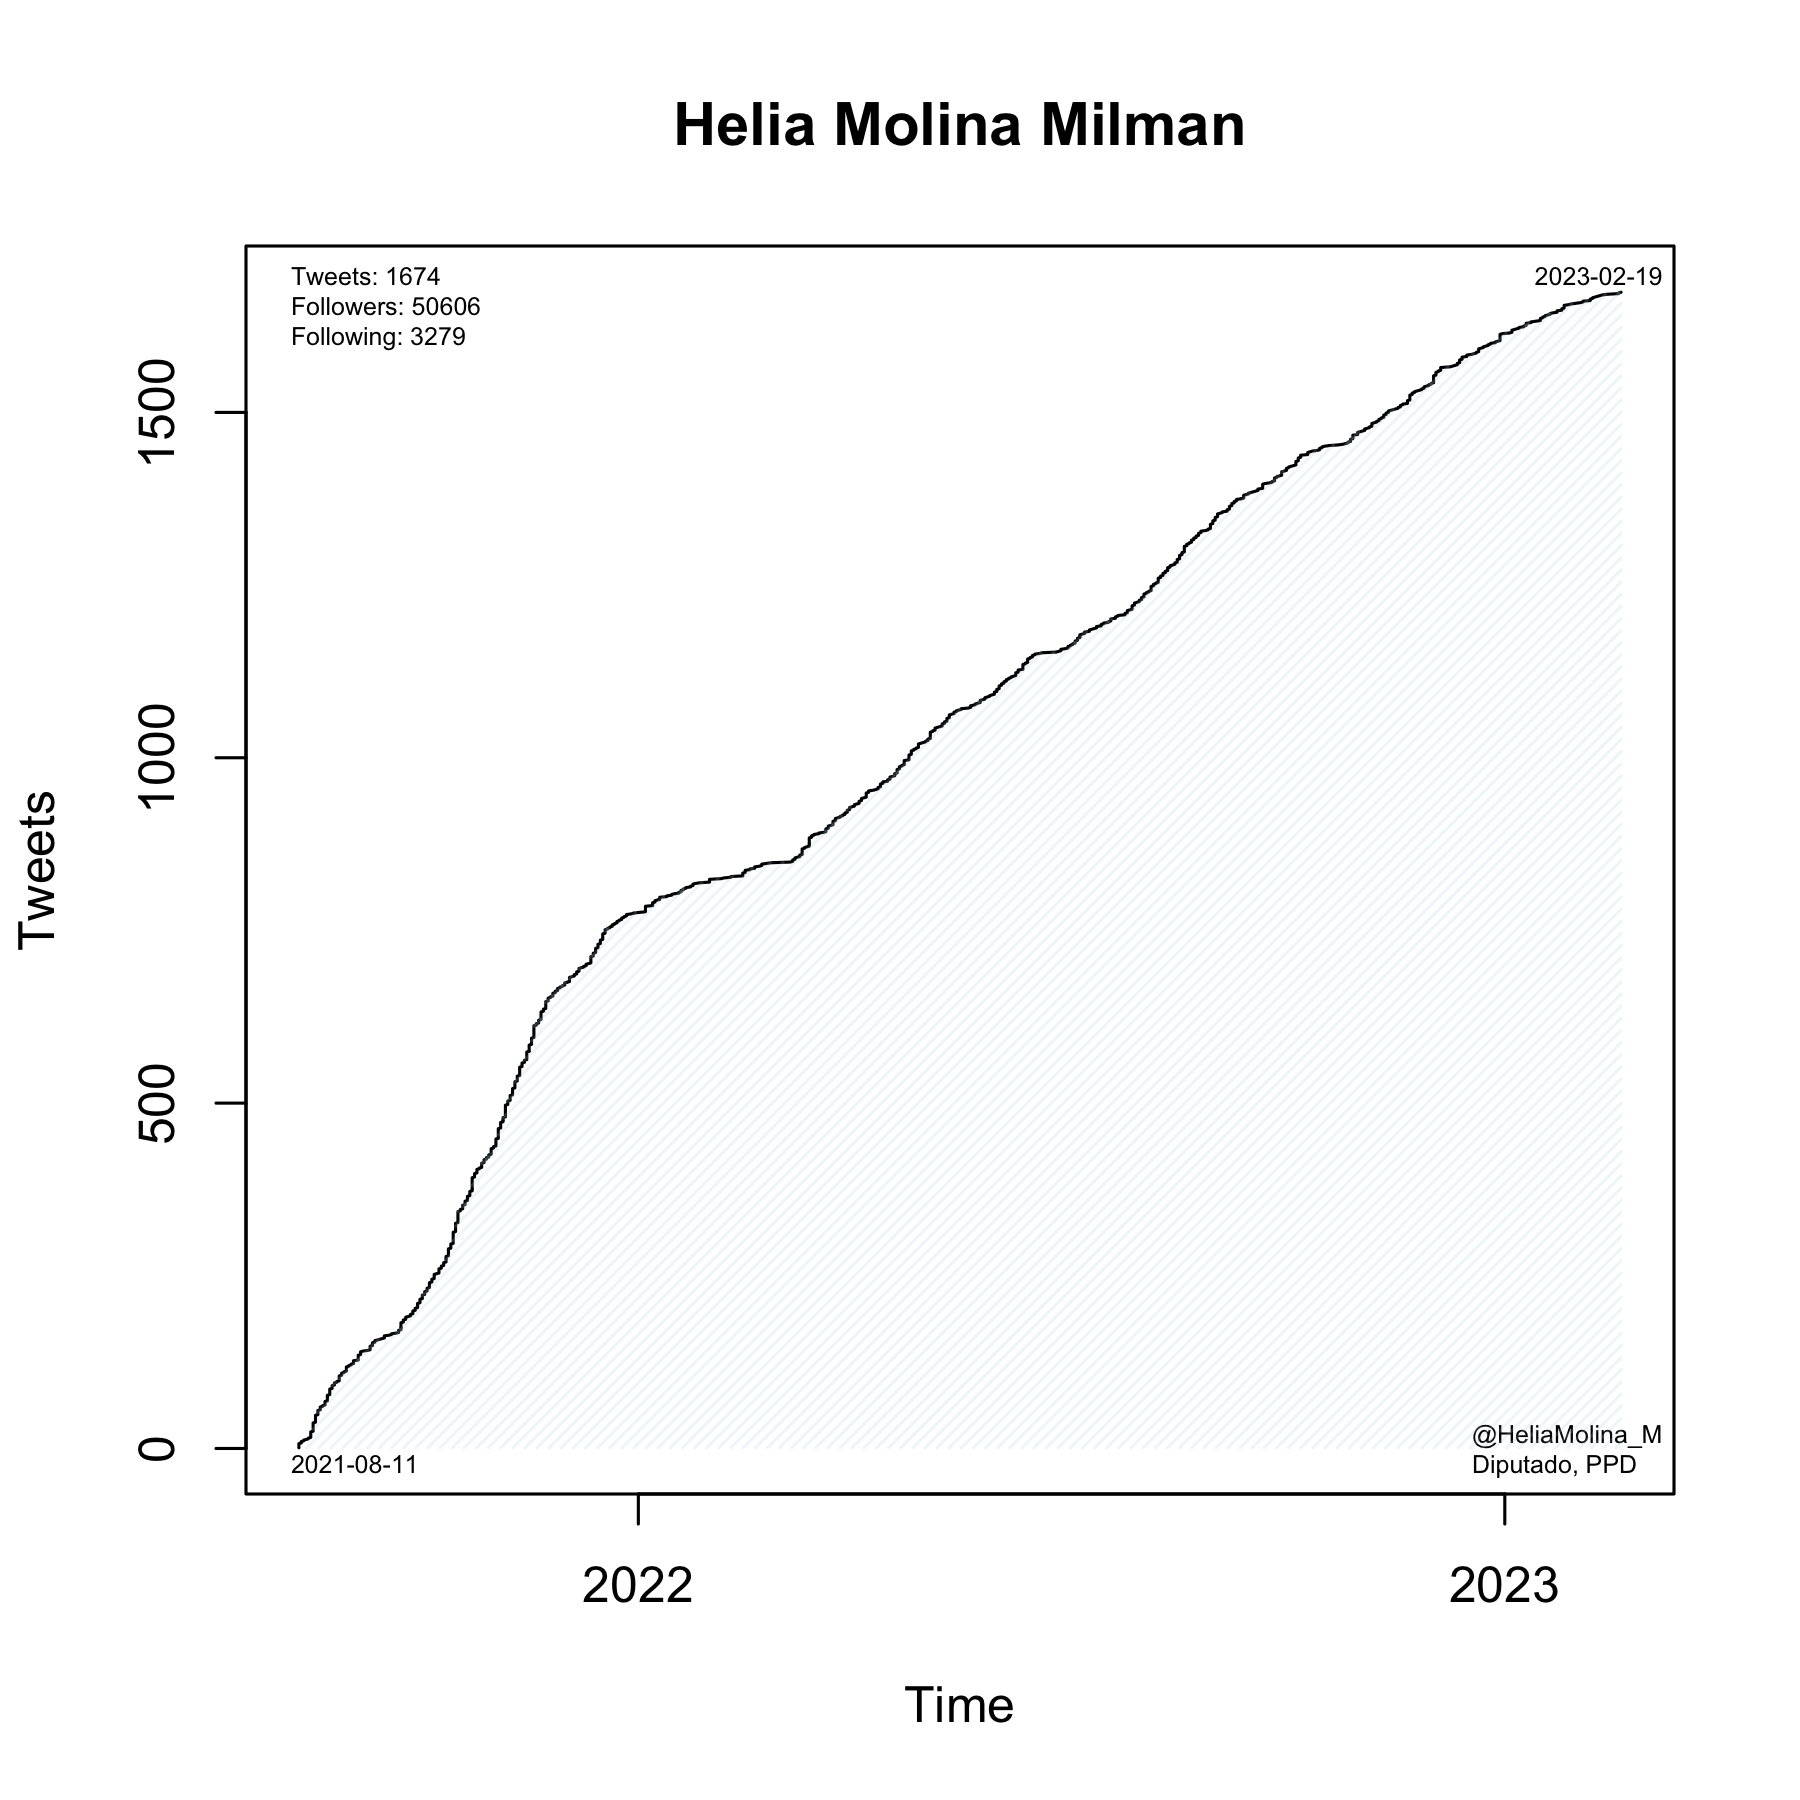 Helia Molina Milman
Tweets: 1674
Followers: 50606
Following: 3279
2023-02-19
1500
1000
500
0
Tweets
@HeliaMolina_M
Diputado, PPD
2021-08-11
2022
2023
Time